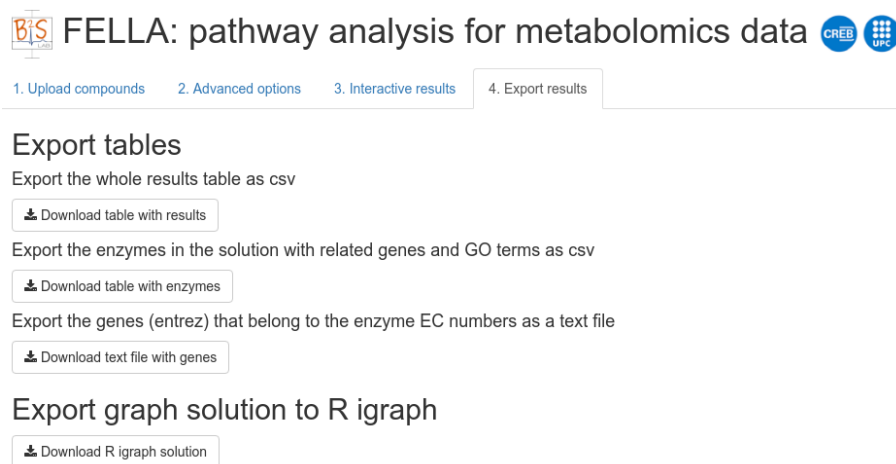 B²S LAB FELLA: pathway analysis for metabolomics data CREB UPC
1. Upload compounds 2. Advanced options 3. Interactive results 4. Export results
Export tables
Export the whole results table as csv
Download table with results
Export the enzymes in the solution with related genes and GO terms as csv
Download table with enzymes
Export the genes (entrez) that belong to the enzyme EC numbers as a text file
Download text file with genes
Export graph solution to R igraph
Download R igraph solution